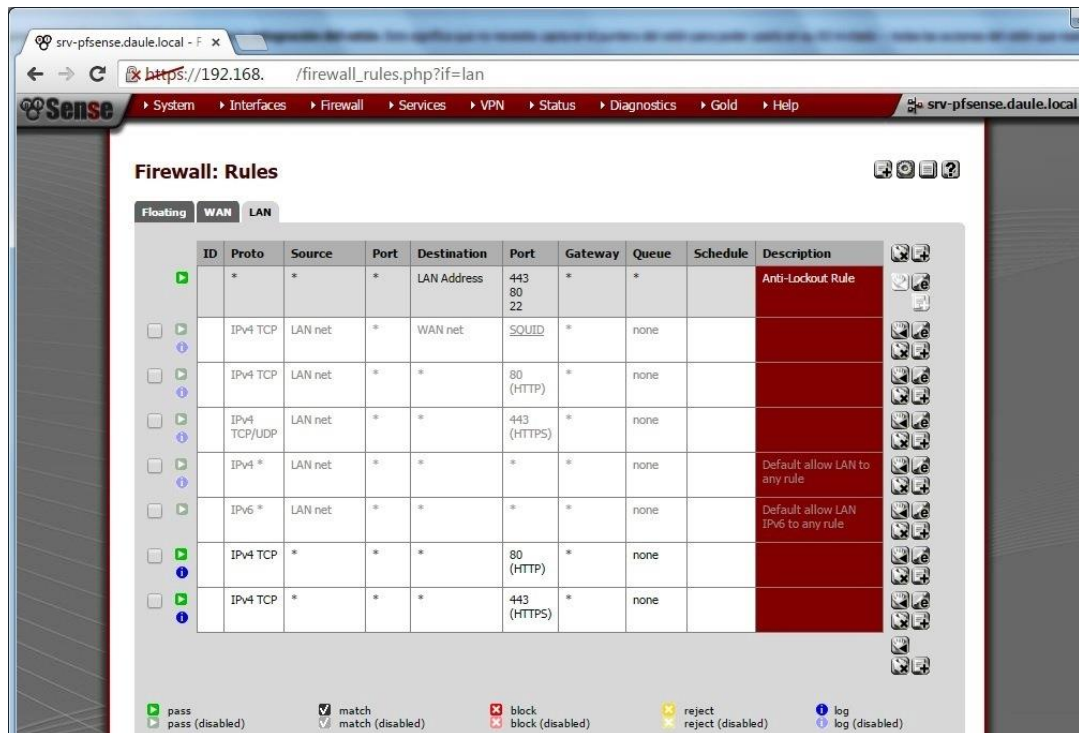 srv-pfsense.daule.local - F
https://192.168. /firewall_rules.php?if=lan
Sense System Interfaces Firewall Services VPN Status Diagnostics Gold Help srv-pfsense.daule.local
Firewall: Rules
Floating WAN LAN
ID Proto Source Port Destination Port Gateway Queue Schedule Description
* * * LAN Address 443 * * Anti-Lockout Rule
80
22
IPv4 TCP LAN net * WAN net SQUID * none
IPv4 TCP LAN net * * 80 * none
(HTTP)
IPv4 LAN net * * 443 * none
TCP/UDP (HTTPS)
IPv4 * LAN net * * * * none Default allow LAN to
any rule
IPv6 * LAN net * * * * none Default allow LAN
IPv6 to any rule
IPv4 TCP * * * 80 * none
(HTTP)
IPv4 TCP * * * 443 * none
(HTTPS)
pass match block reject log
pass (disabled) match (disabled) block (disabled) reject (disabled) log (disabled)